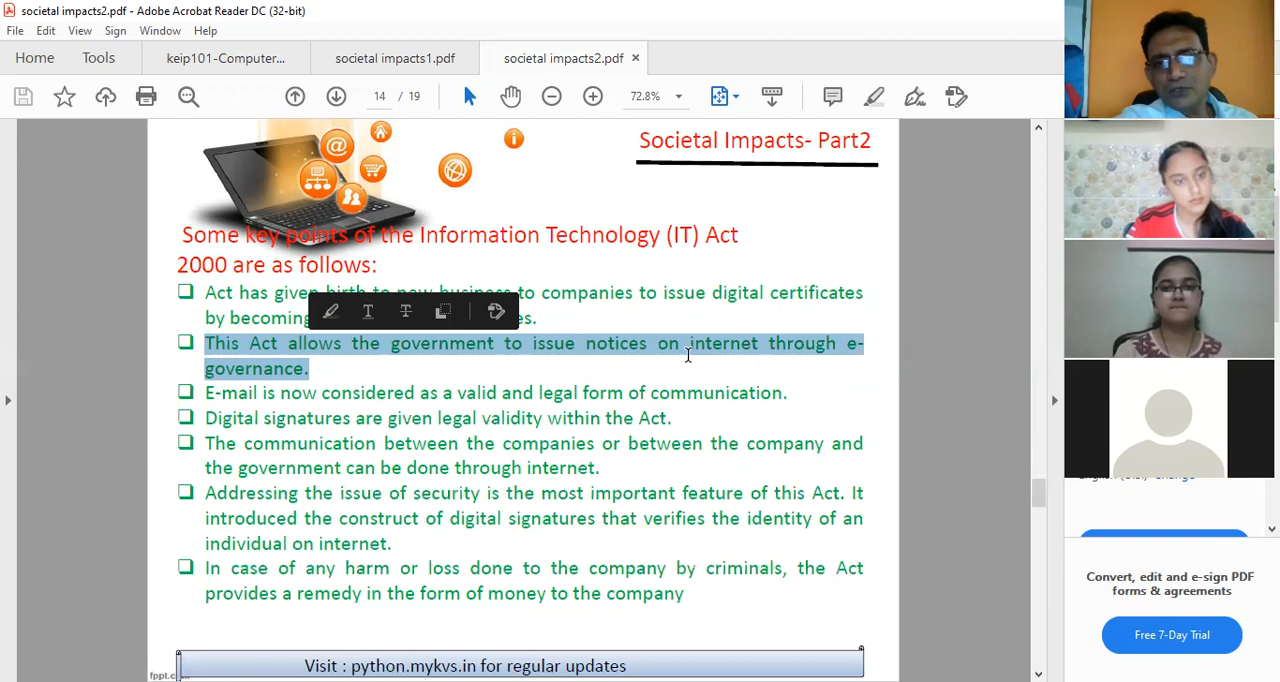 societal impacts2.pdf - Adobe Acrobat Reader DC (32-bit)
File Edit View Sign Window Help
Home Tools keip101-Computer... societal impacts1.pdf societal impacts2.pdf ×
14 / 19 72.8%
Societal Impacts- Part2
Some key points of the Information Technology (IT) Act
2000 are as follows:
Act has given birth to new business to companies to issue digital certificates
by becoming
This Act allows the government to issue notices on internet through e-
governance.
E-mail is now considered as a valid and legal form of communication.
Digital signatures are given legal validity within the Act.
The communication between the companies or between the company and
the government can be done through internet.
Addressing the issue of security is the most important feature of this Act. It
introduced the construct of digital signatures that verifies the identity of an
individual on internet.
In case of any harm or loss done to the company by criminals, the Act
provides a remedy in the form of money to the company
Visit : python.mykvs.in for regular updates
Convert, edit and e-sign PDF
forms & agreements
Free 7-Day Trial